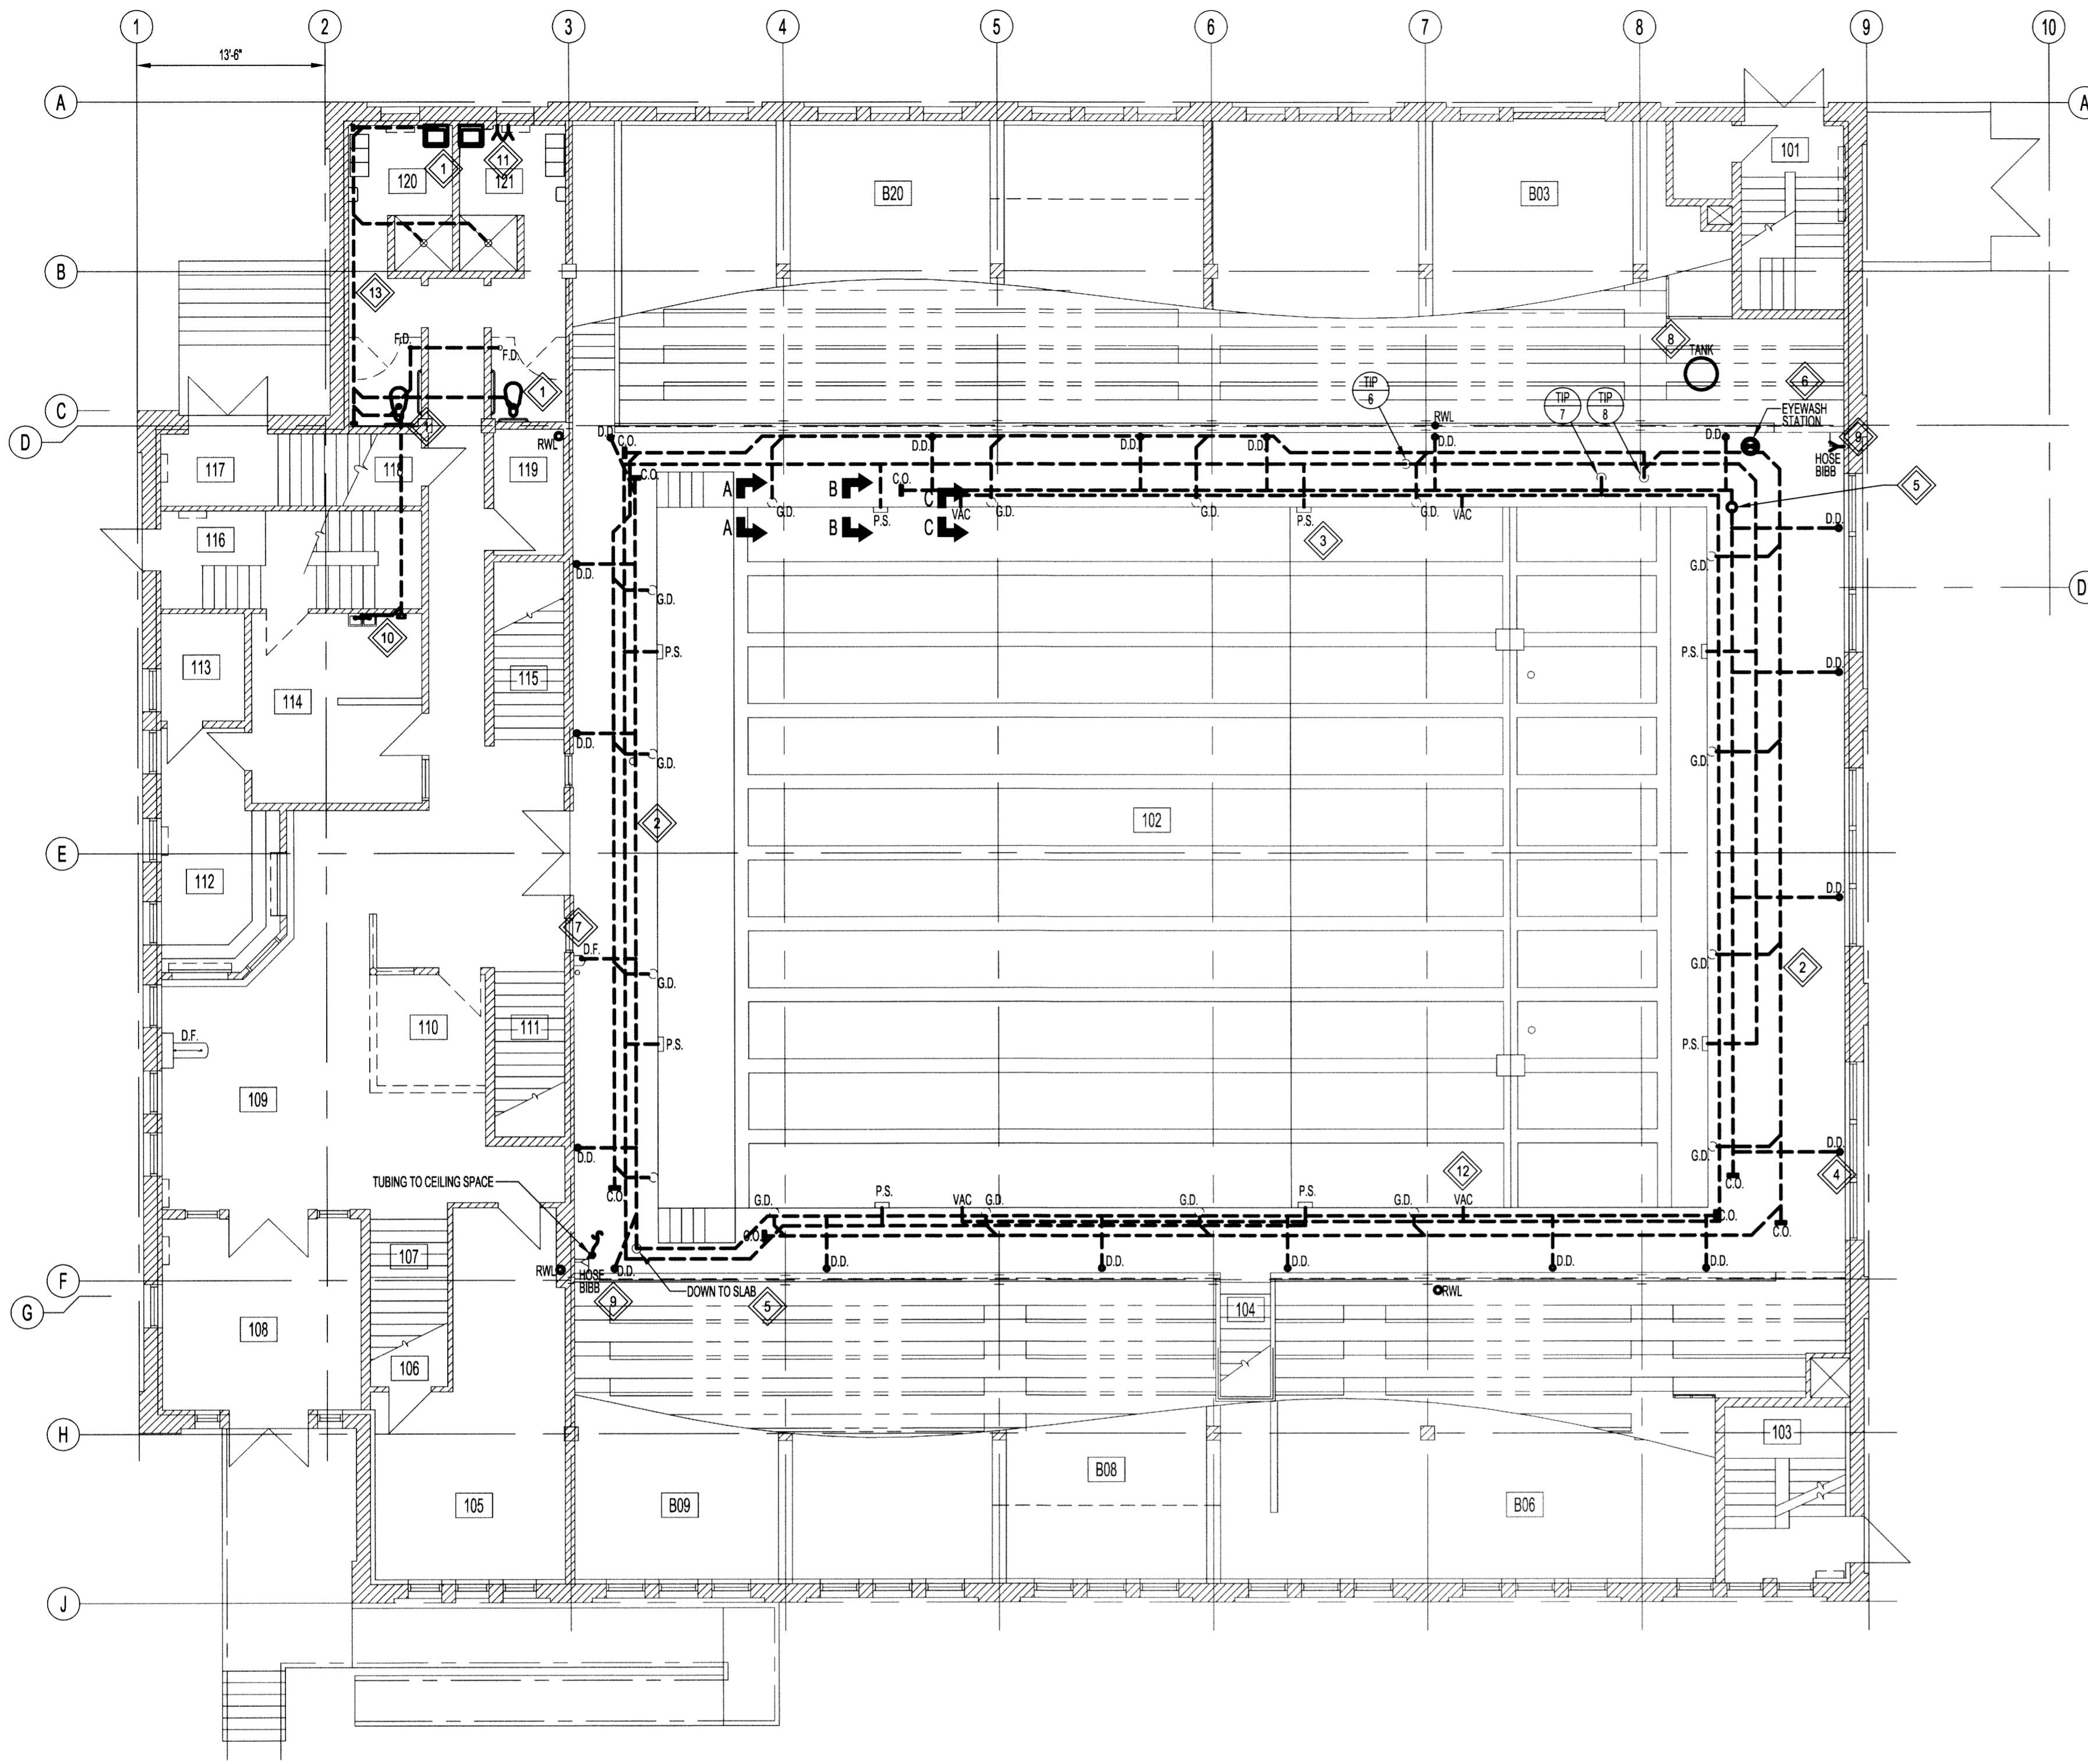 1 2 3 4 5 6 7 8 9 10
13'-6"
A A
101
11
1
120 121 B20 B03
B
13
F.D. F.D.
8
TANK
TIP 6
6
1
TIP 7
TIP 8
C
EYEWASH STATION
RWL
1
D
RWL D.D. C.O. D.D. D.D. D.D. D.D. D.D.
9
HOSE BIBB
117 118 119
C.O.
A B C.O. C
5
G.D. P.S. VAC G.D. G.D. P.S. G.D. VAC
A B C
3
116
D.D.
G.D.
D.D.
D
G.D.
10
P.S. P.S.
113
D.D.
115
114
D.D.
G.D. G.D.
2
102
E
112
D.D.
7
D.F.
G.D.
2
G.D.
110 111
D.F.
P.S. P.S.
109
D.D.
D.D.
G.D.
12
4
TUBING TO CEILING SPACE
C.O.
C.O.
G.D. P.S. VAC G.D. G.D. P.S. G.D. VAC
C.O.
C.O.
C.O.
107
RWL
HOSE BIBB
D.D. D.D. D.D. D.D. D.D. D.D.
F
DOWN TO SLAB
RWL
9 5
104
G
108
106
H
103
B08
105 B09 B06
J